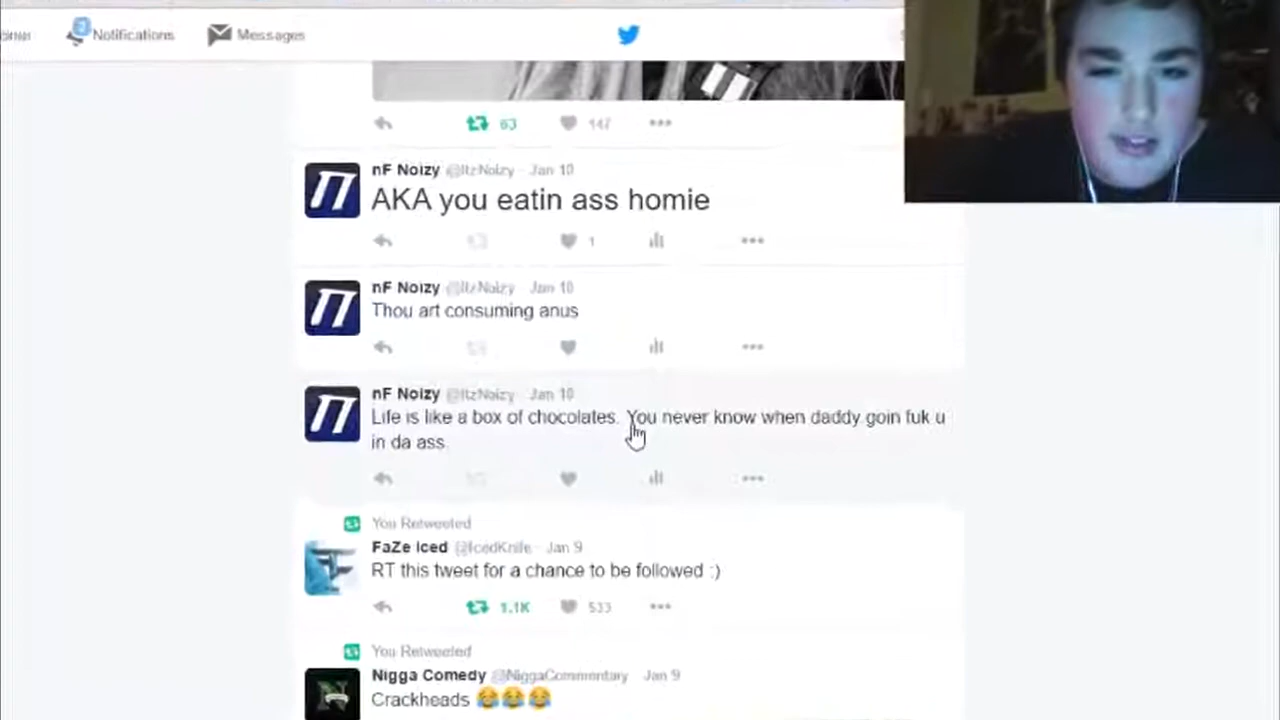 Notifications
Messages
63
147
nF Noizy @ItzNoizy · Jan 10
AKA you eatin ass homie
1
nF Noizy @ItzNoizy · Jan 10
Thou art consuming anus
nF Noizy @ItzNoizy · Jan 10
Life is like a box of chocolates. You never know when daddy goin fuk u
in da ass.
You Retweeted
FaZe Iced @IcedKnife · Jan 9
RT this tweet for a chance to be followed :)
1.1K
533
You Retweeted
Nigga Comedy @NiggaCommentary · Jan 9
Crackheads 😂😂😂